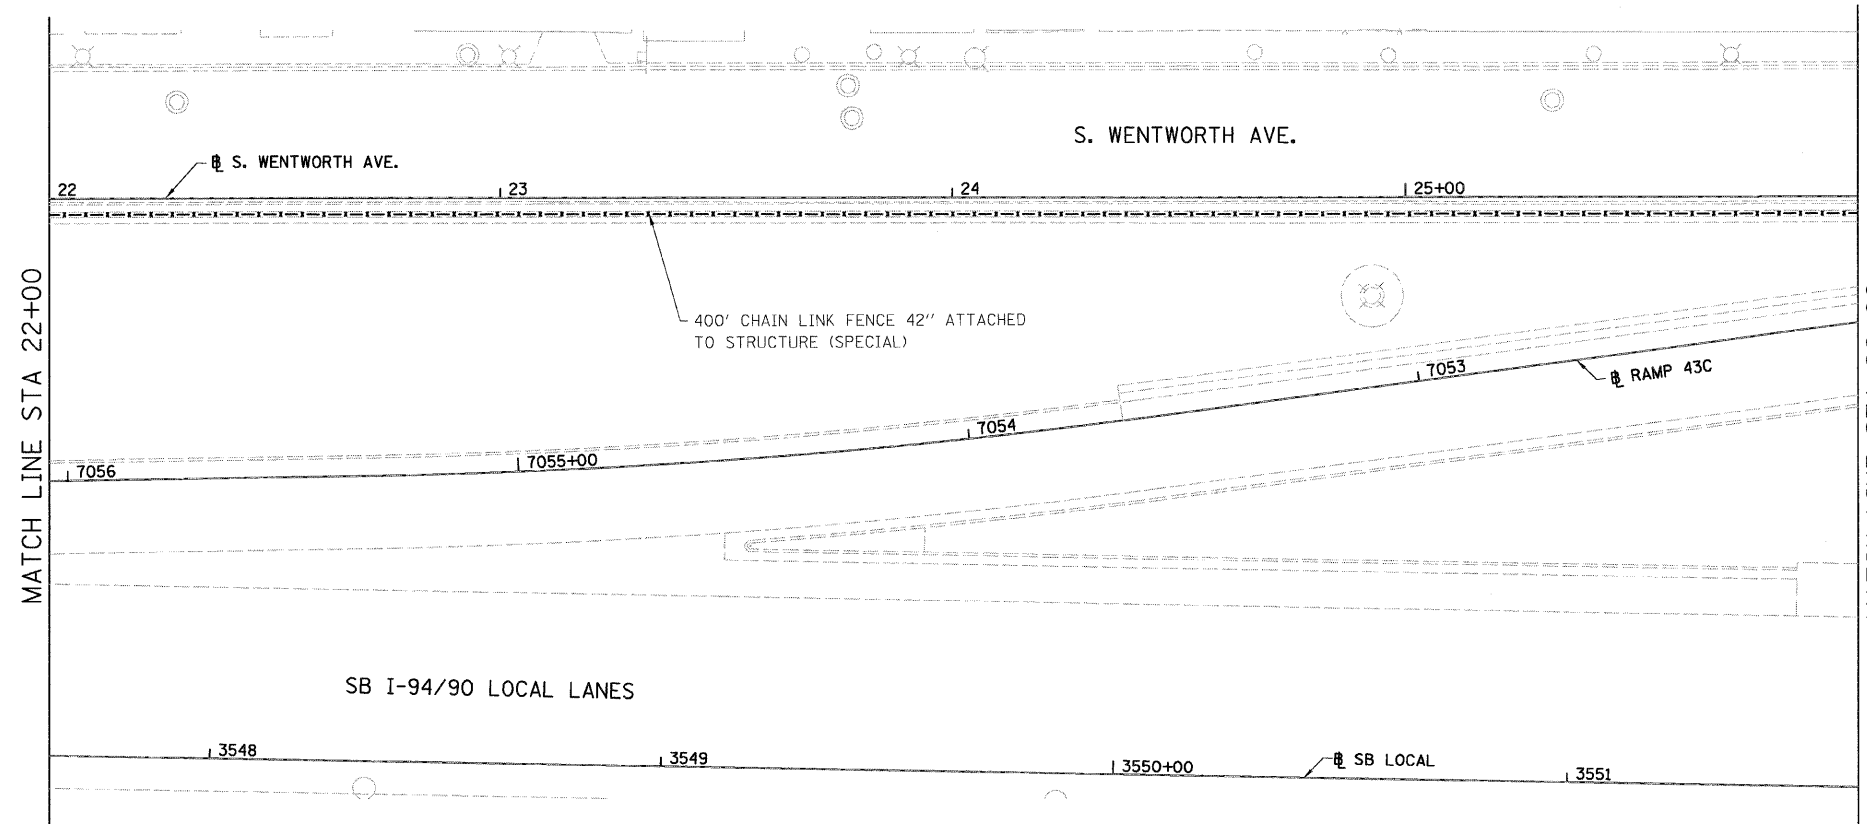 S. WENTWORTH AVE.
℄ S. WENTWORTH AVE.
22
23
24
25+00
MATCH LINE STA 22+00
400' CHAIN LINK FENCE 42" ATTACHED
TO STRUCTURE (SPECIAL)
7053
℄ RAMP 43C
7054
7055+00
7056
SB I-94/90 LOCAL LANES
3548
3549
3550+00
℄ SB LOCAL
3551